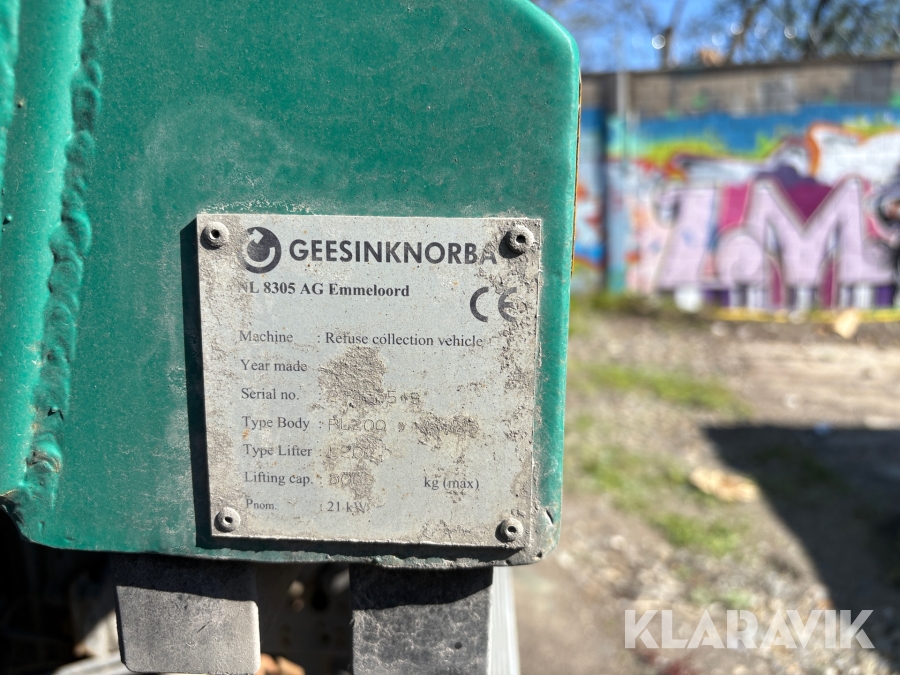 GEESINKNORBA
NL 8305 AG Emmeloord
CE
Machine : Refuse collection vehicle
Year made
Serial no.
Type Body :
Type Lifter :
Lifting cap. : kg (max)
Pnom. : 21 kW
KLARAVIK